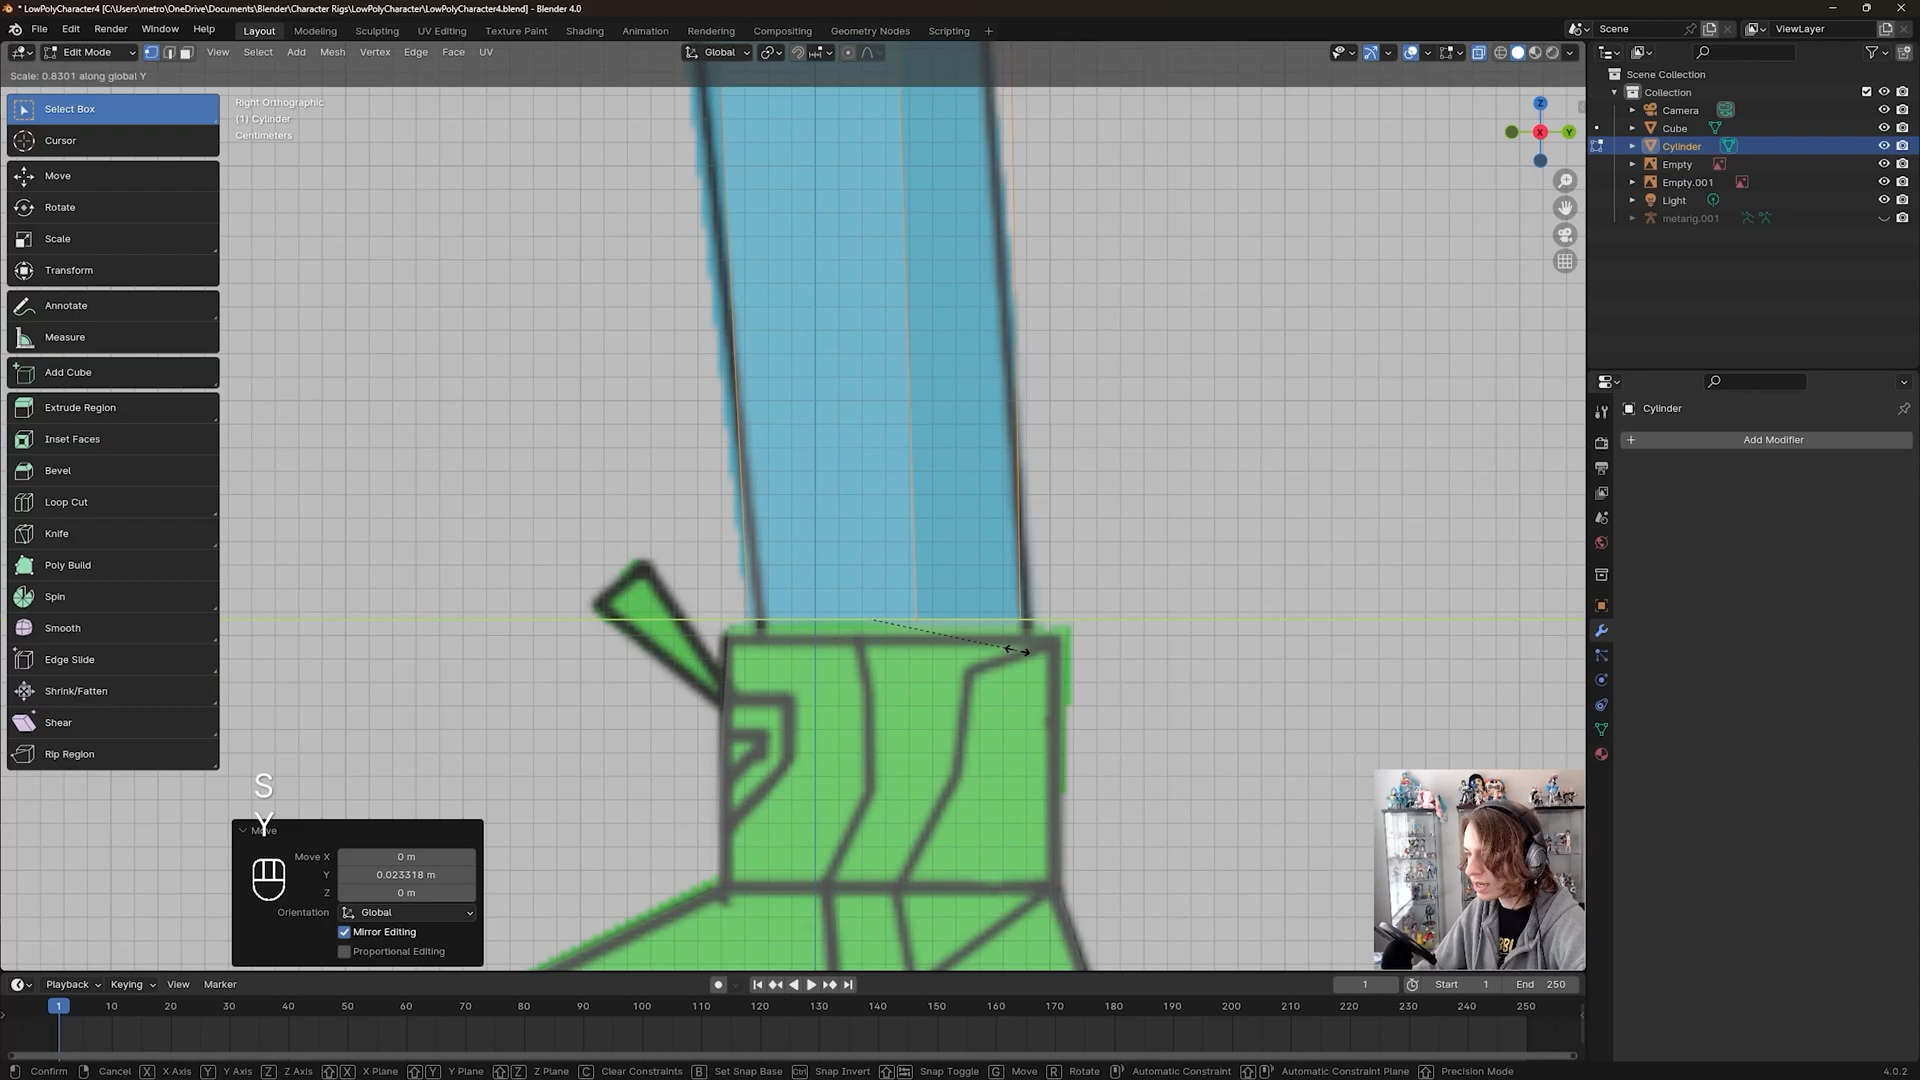 * LowPolyCharacter4 [C:\Users\metro\OneDrive\Documents\Blender\Character Rigs\LowPolyCharacter\LowPolyCharacter4.blend] - Blender 4.0
File Edit Render Window Help Layout Modeling Sculpting UV Editing Texture Paint Shading Animation Rendering Compositing Geometry Nodes Scripting +
Scene ViewLayer
Edit Mode View Select Add Mesh Vertex Edge Face UV Global
Scale: 0.8301 along global Y
Select Box
Cursor
Move
Rotate
Scale
Transform
Annotate
Measure
Add Cube
Extrude Region
Inset Faces
Bevel
Loop Cut
Knife
Poly Build
Spin
Smooth
Edge Slide
Shrink/Fatten
Shear
Rip Region
Right Orthographic
(1) Cylinder
Centimeters
Z
X
Y
S
Y
Move
Move X 0 m
Y 0.023318 m
Z 0 m
Orientation Global
Mirror Editing
Proportional Editing
Scene Collection
Collection
Camera
Cube
Cylinder
Empty
Empty.001
Light
metarig.001
Cylinder
+ Add Modifier
Playback Keying View Marker 1 Start 1 End 250
1 10 20 30 40 50 60 70 80 90 100 110 120 130 140 150 160 170 180 190 200 210 220 230 240 250
Confirm Cancel X X Axis Y Y Axis Z Z Axis X X Plane Y Y Plane Z Z Plane C Clear Constraints B Set Snap Base Ctrl Snap Invert Snap Toggle G Move R Rotate Automatic Constraint Automatic Constraint Plane Precision Mode 4.0.2